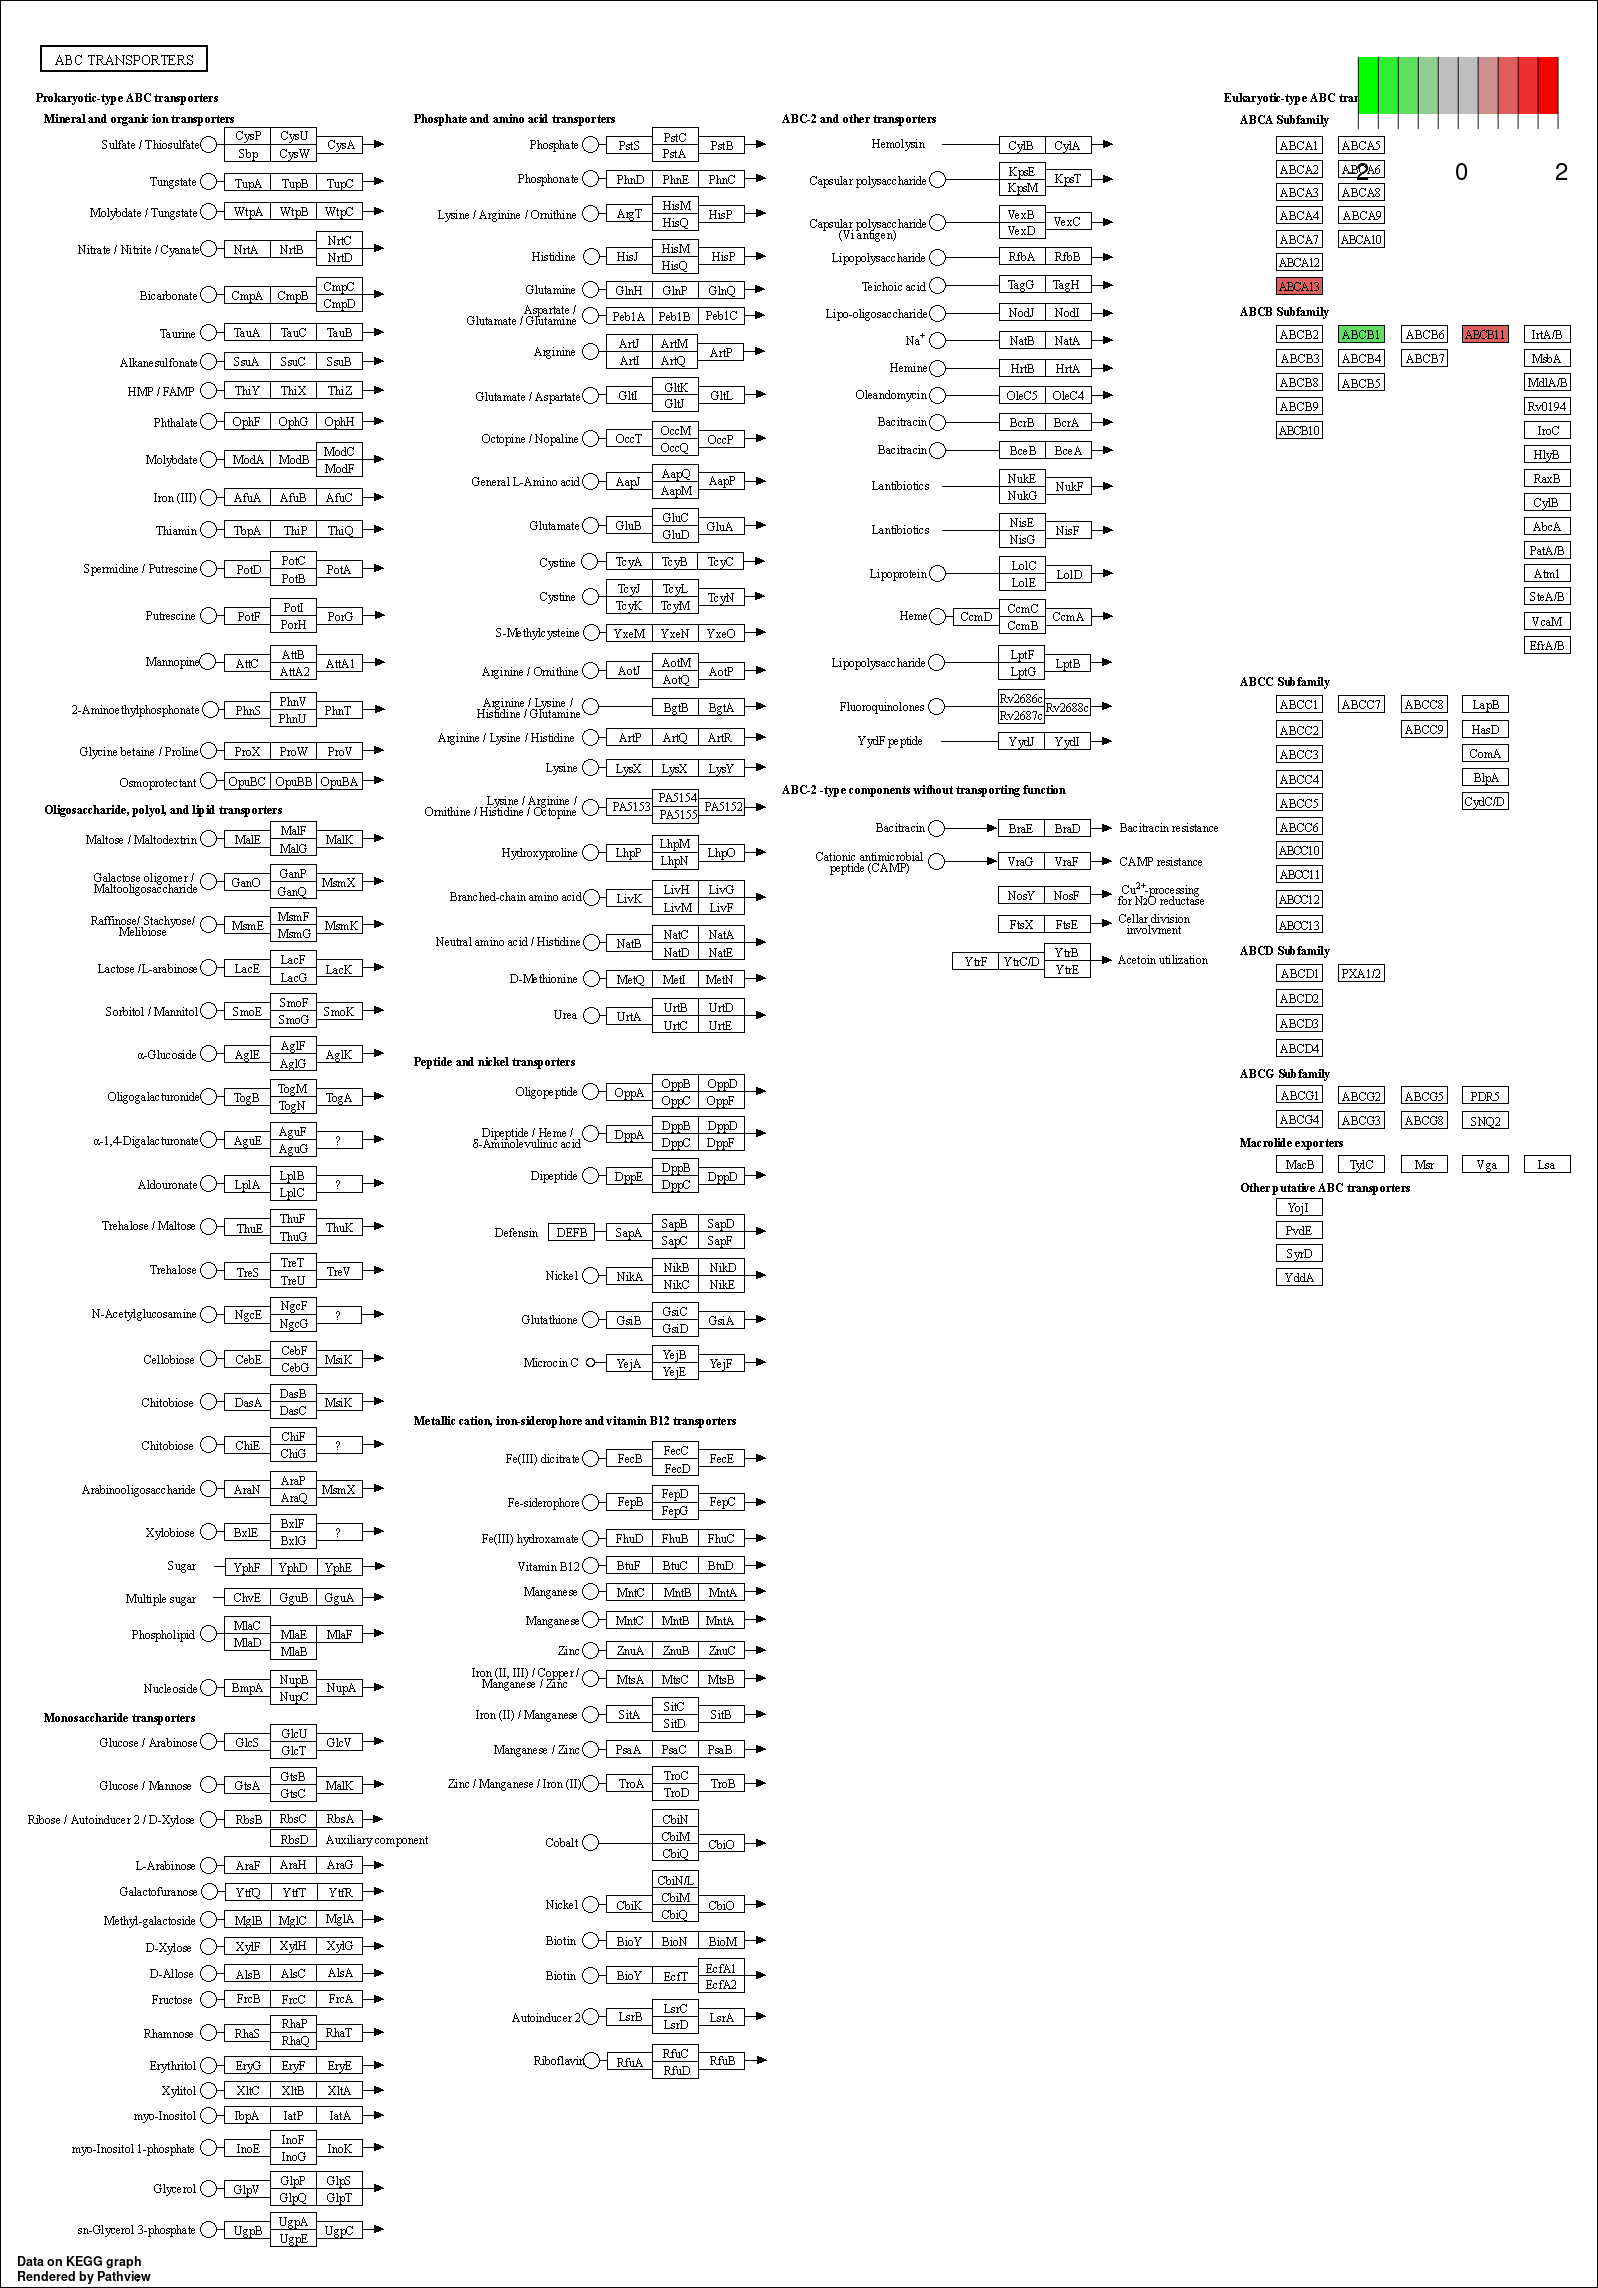 ABC TRANSPORTERS
Prokaryotic-type ABC transporters
Mineral and organic ion transporters
Sulfate / Thiosulfate CysP CysU CysA
Sbp CysW
Tungstate TupA TupB TupC
Molybdate / Tungstate WtpA WtpB WtpC
Nitrate / Nitrite / Cyanate NrtA NrtB NrtC
NrtD
Bicarbonate CmpA CmpB CmpC
CmpD
Taurine TauA TauC TauB
Alkanesulfonate SsuA SsuC SsuB
HMP / FAMP ThiY ThiX ThiZ
Phthalate OphF OphG OphH
Molybdate ModA ModB ModC
ModF
Iron (III) AfuA AfuB AfuC
Thiamin TbpA ThiP ThiQ
Spermidine / Putrescine PotD PotC PotA
PotB
Putrescine PotF PotI PorG
PorH
Mannopine AttC AttB AttA1
AttA2
2-Aminoethylphosphonate PhnS PhnV PhnT
PhnU
Glycine betaine / Proline ProX ProW ProV
Osmoprotectant OpuBC OpuBB OpuBA
Oligosaccharide, polyol, and lipid transporters
Maltose / Maltodextrin MalE MalF MalK
MalG
Galactose oligomer / Maltooligosaccharide GanO GanP MsmX
GanQ
Raffinose/ Stachyose/ Melibiose MsmE MsmF MsmK
MsmG
Lactose /L-arabinose LacE LacF LacK
LacG
Sorbitol / Mannitol SmoE SmoF SmoK
SmoG
α-Glucoside AglE AglF AglK
AglG
Oligogalacturonide TogB TogM TogA
TogN
α-1,4-Digalacturonate AguE AguF ?
AguG
Aldouronate LplA LplB ?
LplC
Trehalose / Maltose ThuE ThuF ThuK
ThuG
Trehalose TreS TreT TreV
TreU
N-Acetylglucosamine NgcE NgcF ?
NgcG
Cellobiose CebE CebF MsiK
CebG
Chitobiose DasA DasB MsiK
DasC
Chitobiose ChiE ChiF ?
ChiG
Arabinooligosaccharide AraN AraP MsmX
AraQ
Xylobiose BxlE BxlF ?
BxlG
Sugar YphF YphD YphE
Multiple sugar ChvE GguB GguA
Phospholipid MlaC MlaE MlaF
MlaD MlaB
Nucleoside BmpA NupB NupA
NupC
Monosaccharide transporters
Glucose / Arabinose GlcS GlcU GlcV
GlcT
Glucose / Mannose GtsA GtsB MalK
GtsC
Ribose / Autoinducer 2 / D-Xylose RbsB RbsC RbsA
RbsD Auxiliary component
L-Arabinose AraF AraH AraG
Galactofuranose YtfQ YtfT YtfR
Methyl-galactoside MglB MglC MglA
D-Xylose XylF XylH XylG
D-Allose AlsB AlsC AlsA
Fructose FrcB FrcC FrcA
Rhamnose RhaS RhaP RhaT
RhaQ
Erythritol EryG EryF EryE
Xylitol XltC XltB XltA
myo-Inositol IbpA IatP IatA
myo-Inositol 1-phosphate InoE InoF InoK
InoG
Glycerol GlpV GlpP GlpS
GlpQ GlpT
sn-Glycerol 3-phosphate UgpB UgpA UgpC
UgpE
Phosphate and amino acid transporters
Phosphate PstS PstC PstB
PstA
Phosphonate PhnD PhnE PhnC
Lysine / Arginine / Ornithine ArgT HisM HisP
HisQ
Histidine HisJ HisM HisP
HisQ
Glutamine GlnH GlnP GlnQ
Aspartate / Glutamate / Glutamine Peb1A Peb1B Peb1C
Arginine ArtJ ArtM ArtP
ArtI ArtQ
Glutamate / Aspartate GltI GltK GltL
GltJ
Octopine / Nopaline OccT OccM OccP
OccQ
General L-Amino acid AapJ AapQ AapP
AapM
Glutamate GluB GluC GluA
GluD
Cystine TcyA TcyB TcyC
Cystine TcyJ TcyL TcyN
TcyK TcyM
S-Methylcysteine YxeM YxeN YxeO
Arginine / Ornithine AotJ AotM AotP
AotQ
Arginine / Lysine / Histidine / Glutamine BgtB BgtA
Arginine / Lysine / Histidine ArtP ArtQ ArtR
Lysine LysX LysX LysY
Lysine / Arginine / Ornithine / Histidine / Octopine PA5153 PA5154 PA5152
PA5155
Hydroxyproline LhpP LhpM LhpO
LhpN
Branched-chain amino acid LivK LivH LivG
LivM LivF
Neutral amino acid / Histidine NatB NatC NatA
NatD NatE
D-Methionine MetQ MetI MetN
Urea UrtA UrtB UrtD
UrtC UrtE
Peptide and nickel transporters
Oligopeptide OppA OppB OppD
OppC OppF
Dipeptide / Heme / δ-Aminolevulinic acid DppA DppB DppD
DppC DppF
Dipeptide DppE DppB DppD
DppC
Defensin DEFB SapA SapB SapD
SapC SapF
Nickel NikA NikB NikD
NikC NikE
Glutathione GsiB GsiC GsiA
GsiD
Microcin C YejA YejB YejF
YejE
Metallic cation, iron-siderophore and vitamin B12 transporters
Fe(III) dicitrate FecB FecC FecE
FecD
Fe-siderophore FepB FepD FepC
FepG
Fe(III) hydroxamate FhuD FhuB FhuC
Vitamin B12 BtuF BtuC BtuD
Manganese MntC MntB MntA
Manganese MntC MntB MntA
Zinc ZnuA ZnuB ZnuC
Iron (II, III) / Copper / Manganese / Zinc MtsA MtsC MtsB
Iron (II) / Manganese SitA SitC SitB
SitD
Manganese / Zinc PsaA PsaC PsaB
Zinc / Manganese / Iron (II) TroA TroC TroB
TroD
Cobalt CbiN
CbiM CbiO
CbiQ
Nickel CbiN/L
CbiK CbiM CbiO
CbiQ
Biotin BioY BioN BioM
Biotin BioY EcfT EcfA1
EcfA2
Autoinducer 2 LsrB LsrC LsrA
LsrD
Riboflavin RfuA RfuC RfuB
RfuD
ABC-2 and other transporters
Hemolysin CylB CylA
Capsular polysaccharide KpsE KpsT
KpsM
Capsular polysaccharide (Vi antigen) VexB VexC
VexD
Lipopolysaccharide RfbA RfbB
Teichoic acid TagG TagH
Lipo-oligosaccharide NodJ NodI
Na+ NatB NatA
Hemine HrtB HrtA
Oleandomycin OleC5 OleC4
Bacitracin BcrB BcrA
Bacitracin BceB BceA
Lantibiotics NukE NukF
NukG
Lantibiotics NisE NisF
NisG
Lipoprotein LolC LolD
LolE
Heme CcmD CcmC CcmA
CcmB
Lipopolysaccharide LptF LptB
LptG
Fluoroquinolones Rv2686c Rv2688c
Rv2687c
YydF peptide YydJ YydI
ABC-2 -type components without transporting function
Bacitracin BraE BraD Bacitracin resistance
Cationic antimicrobial peptide (CAMP) VraG VraF CAMP resistance
NosY NosF Cu2+-processing for N2O reductase
FtsX FtsE Cellar division involvment
YtrF YtrC/D YtrB Acetoin utilization
YtrE
Eukaryotic-type ABC tran
ABCA Subfamily
ABCA1 ABCA5
ABCA2 ABCA6
ABCA3 ABCA8
ABCA4 ABCA9
ABCA7 ABCA10
ABCA12
ABCA13
-2 0 2
ABCB Subfamily
ABCB2 ABCB1 ABCB6 ABCB11 IrtA/B
ABCB3 ABCB4 ABCB7 MsbA
ABCB8 ABCB5 MdlA/B
ABCB9 Rv0194
ABCB10 IroC
HlyB
RaxB
CylB
AbcA
PatA/B
Atm1
SteA/B
VcaM
EfrA/B
ABCC Subfamily
ABCC1 ABCC7 ABCC8 LapB
ABCC2 ABCC9 HasD
ABCC3 ComA
ABCC4 BlpA
ABCC5 CydC/D
ABCC6
ABCC10
ABCC11
ABCC12
ABCC13
ABCD Subfamily
ABCD1 PXA1/2
ABCD2
ABCD3
ABCD4
ABCG Subfamily
ABCG1 ABCG2 ABCG5 PDR5
ABCG4 ABCG3 ABCG8 SNQ2
Macrolide exporters
MacB TylC Msr Vga Lsa
Other putative ABC transporters
YojI
PvdE
SyrD
YddA
Data on KEGG graph
Rendered by Pathview